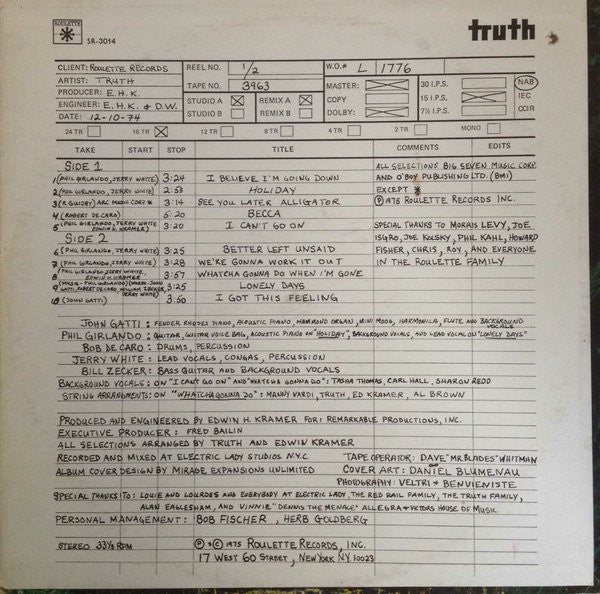 ROULETTE
SR-3014
truth
CLIENT: ROULETTE RECORDS
REEL NO. 1/2
W.O.# L 1776
ARTIST: TRUTH
TAPE NO. 3963
PRODUCER: E.H.K.
ENGINEER: E.H.K. & D.W.
DATE: 12-10-74
STUDIO A REMIX A
STUDIO B REMIX B
MASTER: 30 I.P.S. NAB
COPY 15 I.P.S. IEC
DOLBY: 7½ I.P.S. CCIR
24 TR 16 TR 12 TR 8 TR 4 TR 2 TR MONO
TAKE START STOP TITLE COMMENTS EDITS
SIDE 1
1 (PHIL GIRLANDO, JERRY WHITE) 3:24 I BELIEVE I'M GOING DOWN
2 (PHIL GIRLANDO, JERRY WHITE) 2:53 HOLIDAY
3 (R. GUIDRY) ARC MUSIC CORP * 3:14 SEE YOU LATER ALLIGATOR
4 (ROBERT DE CARO) 5:20 BECCA
5 (PHIL GIRLANDO, JERRY WHITE, EDWIN H. KRAMER) 3:20 I CAN'T GO ON
SIDE 2
6 (PHIL GIRLANDO, JERRY WHITE) 3:25 BETTER LEFT UNSAID
7 (PHIL GIRLANDO, JERRY WHITE) 3:28 WE'RE GONNA WORK IT OUT
8 (PHIL GIRLANDO, JERRY WHITE, EDWIN H. KRAMER) 3:57 WHATCHA GONNA DO WHEN I'M GONE
9 (MUSIC-PHIL GIRLANDO) (WORDS-JOHN GATTI, ROBERT DE CARO, WILLIAM ZECKER, JERRY WHITE) 3:25 LONELY DAYS
10 (JOHN GATTI) 3:50 I GOT THIS FEELING
ALL SELECTIONS BIG SEVEN MUSIC CORP.
AND O'BOY PUBLISHING LTD. (BMI)
EXCEPT *
Ⓟ 1975 ROULETTE RECORDS INC.
SPECIAL THANKS TO MORRIS LEVY, JOE
ISGRO, JOE KOLSKY, PHIL KAHL, HOWARD
FISHER, CHRIS, ROY, AND EVERYONE
IN THE ROULETTE FAMILY
JOHN GATTI: FENDER RHODES PIANO, ACOUSTIC PIANO, HAMMOND ORGAN, MINI MOOG, HARMONICA, FLUTE AND BACKGROUND VOCALS
PHIL GIRLANDO: GUITAR, GUITAR VOICE BAG, ACOUSTIC PIANO ON "HOLIDAY", BACKGROUND VOCALS, AND LEAD VOCAL ON "LONELY DAYS"
BOB DE CARO: DRUMS, PERCUSSION
JERRY WHITE: LEAD VOCALS, CONGAS, PERCUSSION
BILL ZECKER: BASS GUITAR AND BACKGROUND VOCALS
BACKGROUND VOCALS: ON "I CAN'T GO ON" AND "WHATCHA GONNA DO": TASHA THOMAS, CARL HALL, SHARON REDD
STRING ARRANGEMENTS: ON "WHATCHA GONNA DO": MANNY VARDI, TRUTH, ED KRAMER, AL BROWN
PRODUCED AND ENGINEERED BY EDWIN H. KRAMER FOR: REMARKABLE PRODUCTIONS, INC.
EXECUTIVE PRODUCER: FRED BAILIN
ALL SELECTIONS ARRANGED BY TRUTH AND EDWIN KRAMER
RECORDED AND MIXED AT ELECTRIC LADY STUDIOS N.Y.C. TAPE OPERATOR: DAVE "MR. BLADES" WHITMAN
ALBUM COVER DESIGN BY MIRAGE EXPANSIONS UNLIMITED COVER ART: DANIEL BLUMENAU
PHOTOGRAPHY: VELTRI & BENVIENISTE
SPECIAL THANKS TO: LOUIE AND LOURDES AND EVERYBODY AT ELECTRIC LADY, THE RED RAIL FAMILY, THE TRUTH FAMILY,
ALAN EAGLESHAM, AND VINNIE "DENNIS THE MENACE" ALLEGRA & VICTORS HOUSE OF MUSIC
PERSONAL MANAGEMENT: BOB FISCHER, HERB GOLDBERG
STEREO 33⅓ RPM
Ⓟ & © 1975 ROULETTE RECORDS, INC.
17 WEST 60 STREET, NEW YORK N.Y. 10023